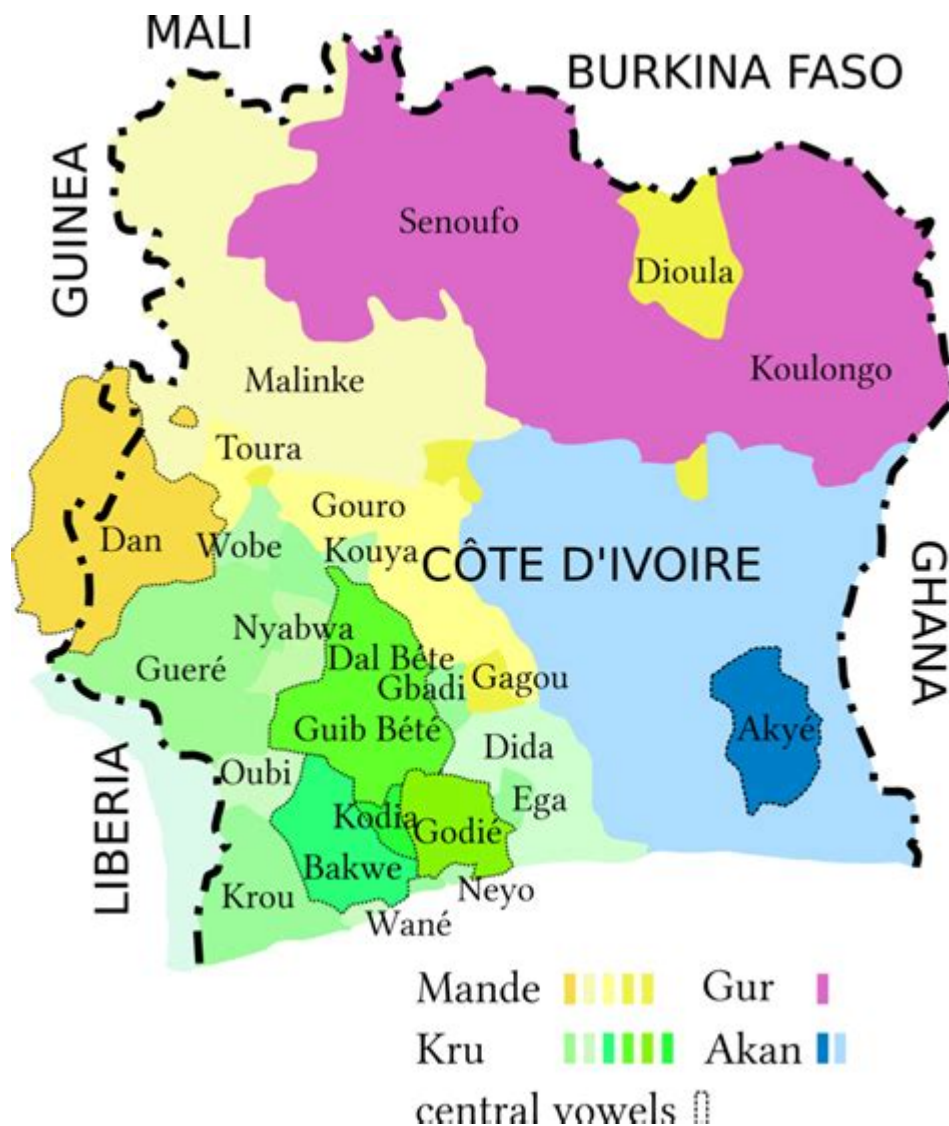 MALI
BURKINA FASO
GUINEA
Senoufo
Dioula
Malinke
Koulongo
Toura
Gouro
Dan
Wobe
Kouya
CÔTE D'IVOIRE
GHANA
Nyabwa
Dal Béte
Gueré
Gbadi
Gagou
Guib Bété
Akyé
Dida
LIBERIA
Oubi
Ega
Kodia
Godié
Bakwe
Krou
Neyo
Wané
Mande
Gur
Kru
Akan
central vowels